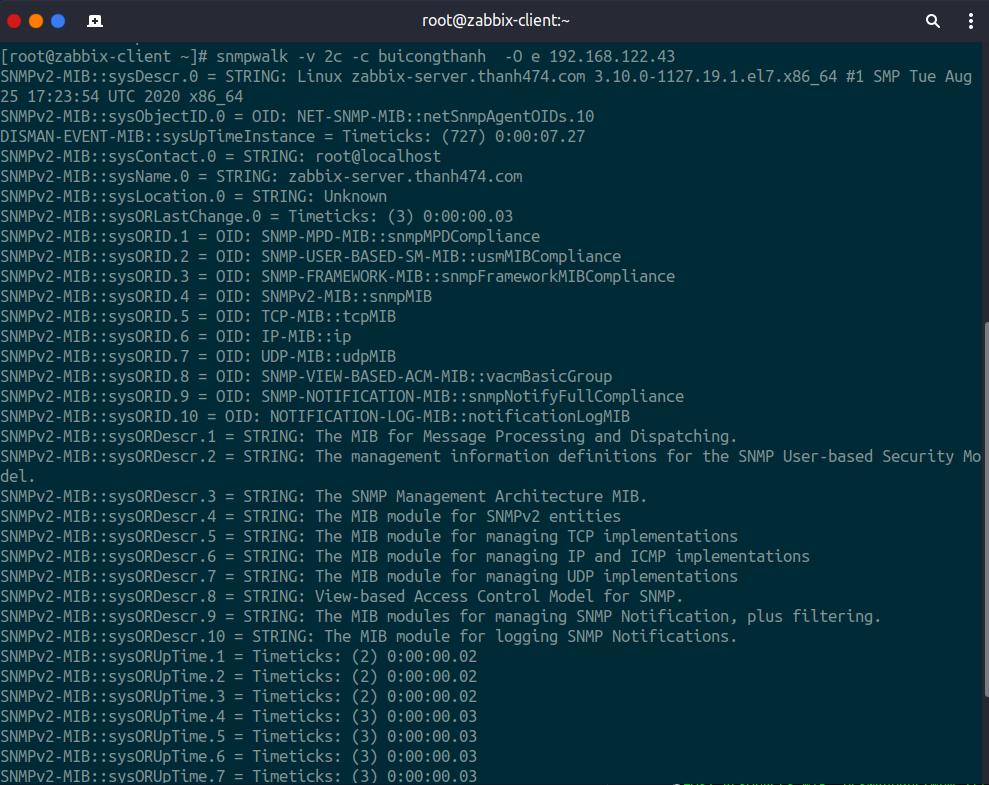 root@zabbix-client:~
[root@zabbix-client ~]# snmpwalk -v 2c -c buicongthanh  -O e 192.168.122.43
SNMPv2-MIB::sysDescr.0 = STRING: Linux zabbix-server.thanh474.com 3.10.0-1127.19.1.el7.x86_64 #1 SMP Tue Aug
25 17:23:54 UTC 2020 x86_64
SNMPv2-MIB::sysObjectID.0 = OID: NET-SNMP-MIB::netSnmpAgentOIDs.10
DISMAN-EVENT-MIB::sysUpTimeInstance = Timeticks: (727) 0:00:07.27
SNMPv2-MIB::sysContact.0 = STRING: root@localhost
SNMPv2-MIB::sysName.0 = STRING: zabbix-server.thanh474.com
SNMPv2-MIB::sysLocation.0 = STRING: Unknown
SNMPv2-MIB::sysORLastChange.0 = Timeticks: (3) 0:00:00.03
SNMPv2-MIB::sysORID.1 = OID: SNMP-MPD-MIB::snmpMPDCompliance
SNMPv2-MIB::sysORID.2 = OID: SNMP-USER-BASED-SM-MIB::usmMIBCompliance
SNMPv2-MIB::sysORID.3 = OID: SNMP-FRAMEWORK-MIB::snmpFrameworkMIBCompliance
SNMPv2-MIB::sysORID.4 = OID: SNMPv2-MIB::snmpMIB
SNMPv2-MIB::sysORID.5 = OID: TCP-MIB::tcpMIB
SNMPv2-MIB::sysORID.6 = OID: IP-MIB::ip
SNMPv2-MIB::sysORID.7 = OID: UDP-MIB::udpMIB
SNMPv2-MIB::sysORID.8 = OID: SNMP-VIEW-BASED-ACM-MIB::vacmBasicGroup
SNMPv2-MIB::sysORID.9 = OID: SNMP-NOTIFICATION-MIB::snmpNotifyFullCompliance
SNMPv2-MIB::sysORID.10 = OID: NOTIFICATION-LOG-MIB::notificationLogMIB
SNMPv2-MIB::sysORDescr.1 = STRING: The MIB for Message Processing and Dispatching.
SNMPv2-MIB::sysORDescr.2 = STRING: The management information definitions for the SNMP User-based Security Mo
del.
SNMPv2-MIB::sysORDescr.3 = STRING: The SNMP Management Architecture MIB.
SNMPv2-MIB::sysORDescr.4 = STRING: The MIB module for SNMPv2 entities
SNMPv2-MIB::sysORDescr.5 = STRING: The MIB module for managing TCP implementations
SNMPv2-MIB::sysORDescr.6 = STRING: The MIB module for managing IP and ICMP implementations
SNMPv2-MIB::sysORDescr.7 = STRING: The MIB module for managing UDP implementations
SNMPv2-MIB::sysORDescr.8 = STRING: View-based Access Control Model for SNMP.
SNMPv2-MIB::sysORDescr.9 = STRING: The MIB modules for managing SNMP Notification, plus filtering.
SNMPv2-MIB::sysORDescr.10 = STRING: The MIB module for logging SNMP Notifications.
SNMPv2-MIB::sysORUpTime.1 = Timeticks: (2) 0:00:00.02
SNMPv2-MIB::sysORUpTime.2 = Timeticks: (2) 0:00:00.02
SNMPv2-MIB::sysORUpTime.3 = Timeticks: (2) 0:00:00.02
SNMPv2-MIB::sysORUpTime.4 = Timeticks: (3) 0:00:00.03
SNMPv2-MIB::sysORUpTime.5 = Timeticks: (3) 0:00:00.03
SNMPv2-MIB::sysORUpTime.6 = Timeticks: (3) 0:00:00.03
SNMPv2-MIB::sysORUpTime.7 = Timeticks: (3) 0:00:00.03